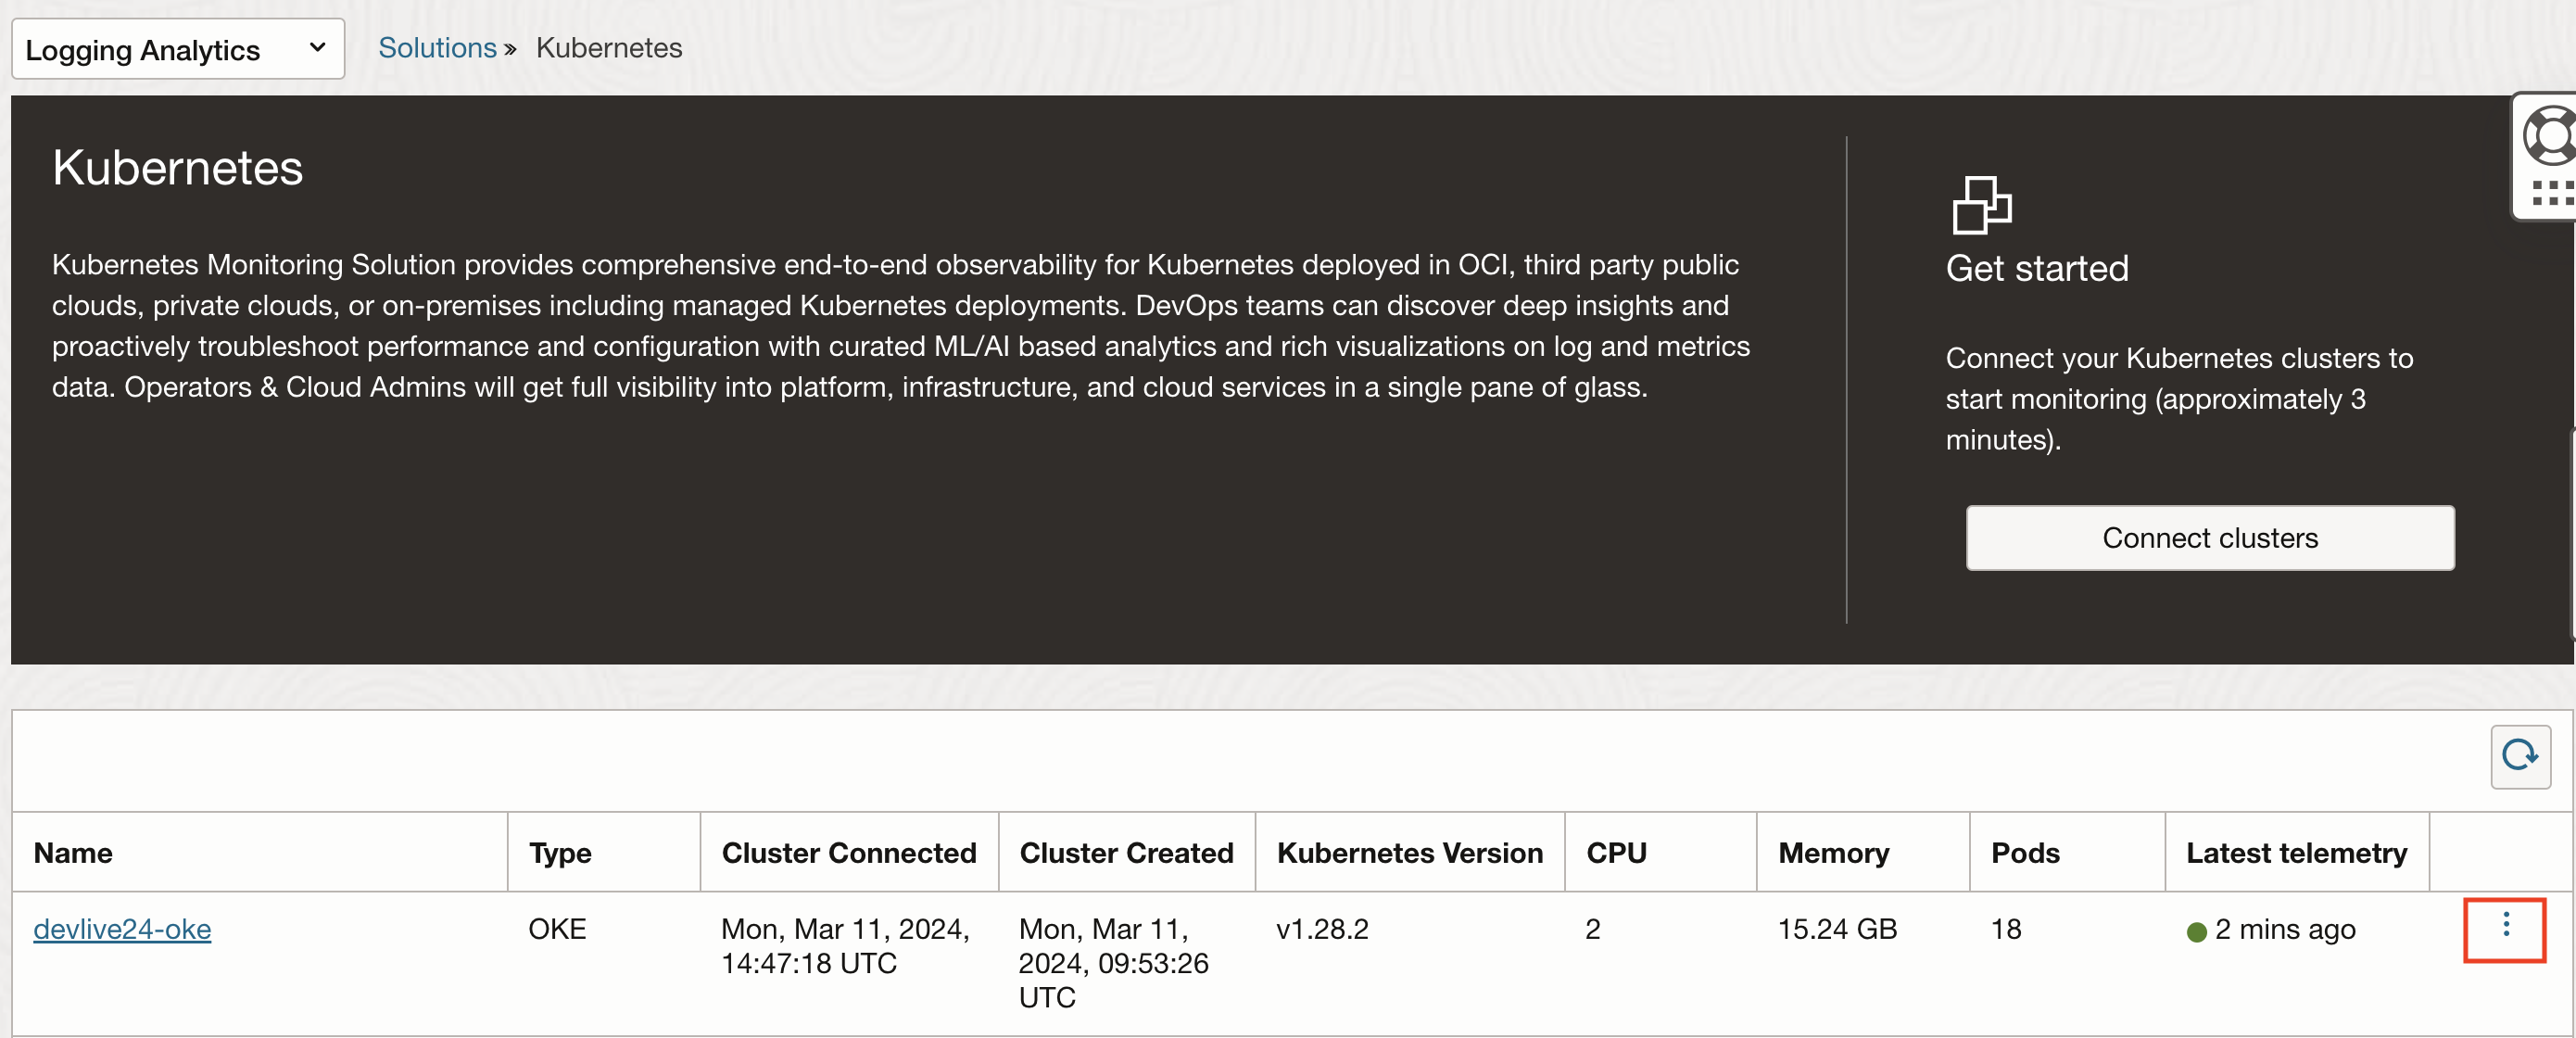 Logging Analytics
Solutions » Kubernetes
Kubernetes
Kubernetes Monitoring Solution provides comprehensive end-to-end observability for Kubernetes deployed in OCI, third party public
clouds, private clouds, or on-premises including managed Kubernetes deployments. DevOps teams can discover deep insights and
proactively troubleshoot performance and configuration with curated ML/AI based analytics and rich visualizations on log and metrics
data. Operators & Cloud Admins will get full visibility into platform, infrastructure, and cloud services in a single pane of glass.
Get started
Connect your Kubernetes clusters to
start monitoring (approximately 3
minutes).
Connect clusters
Name Type Cluster Connected Cluster Created Kubernetes Version CPU Memory Pods Latest telemetry
devlive24-oke OKE Mon, Mar 11, 2024, Mon, Mar 11, v1.28.2 2 15.24 GB 18 2 mins ago
14:47:18 UTC 2024, 09:53:26
UTC